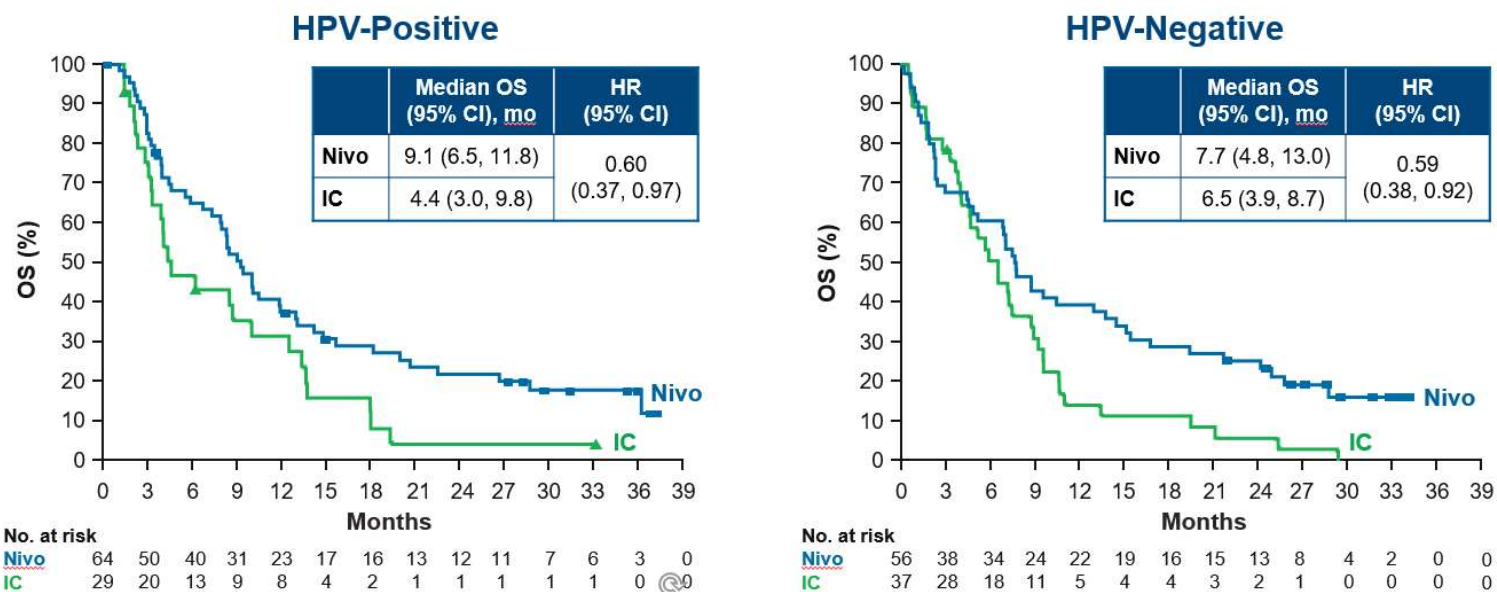 HPV-Positive
Median OS (95% CI), mo
HR (95% CI)
Nivo 9.1 (6.5, 11.8) 0.60 (0.37, 0.97)
IC 4.4 (3.0, 9.8)
OS (%)
100
90
80
70
60
50
40
30
20
10
0
Nivo
IC
0 3 6 9 12 15 18 21 24 27 30 33 36 39
Months
No. at risk
Nivo 64 50 40 31 23 17 16 13 12 11 7 6 3 0
IC 29 20 13 9 8 4 2 1 1 1 1 1 0 0
HPV-Negative
Median OS (95% CI), mo
HR (95% CI)
Nivo 7.7 (4.8, 13.0) 0.59 (0.38, 0.92)
IC 6.5 (3.9, 8.7)
OS (%)
100
90
80
70
60
50
40
30
20
10
0
Nivo
IC
0 3 6 9 12 15 18 21 24 27 30 33 36 39
Months
No. at risk
Nivo 56 38 34 24 22 19 16 15 13 8 4 2 0 0
IC 37 28 18 11 5 4 4 3 2 1 0 0 0 0